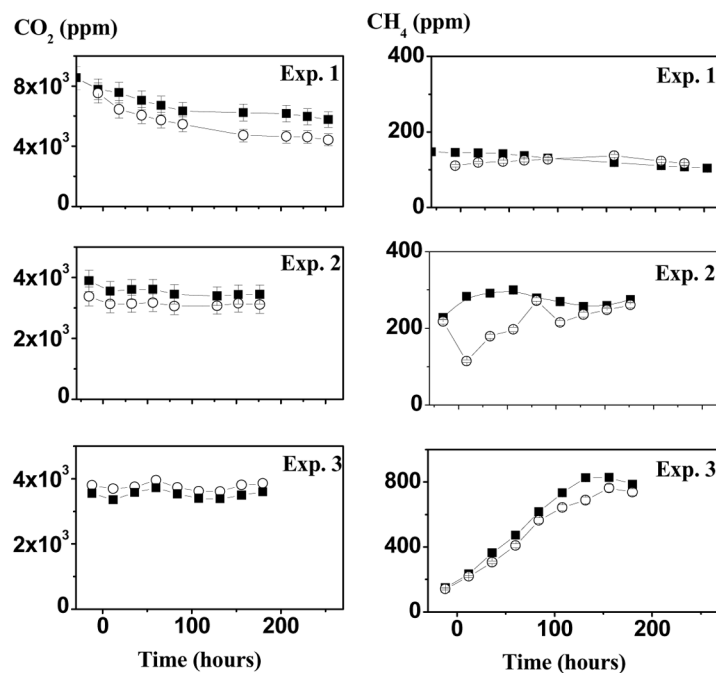 CO₂ (ppm)
8x10³
Exp. 1
4x10³
0
4x10³
Exp. 2
2x10³
0
4x10³
Exp. 3
2x10³
0
0 100 200
Time (hours)
CH₄ (ppm)
400
Exp. 1
200
0
400
Exp. 2
200
0
800
Exp. 3
400
0
0 100 200
Time (hours)